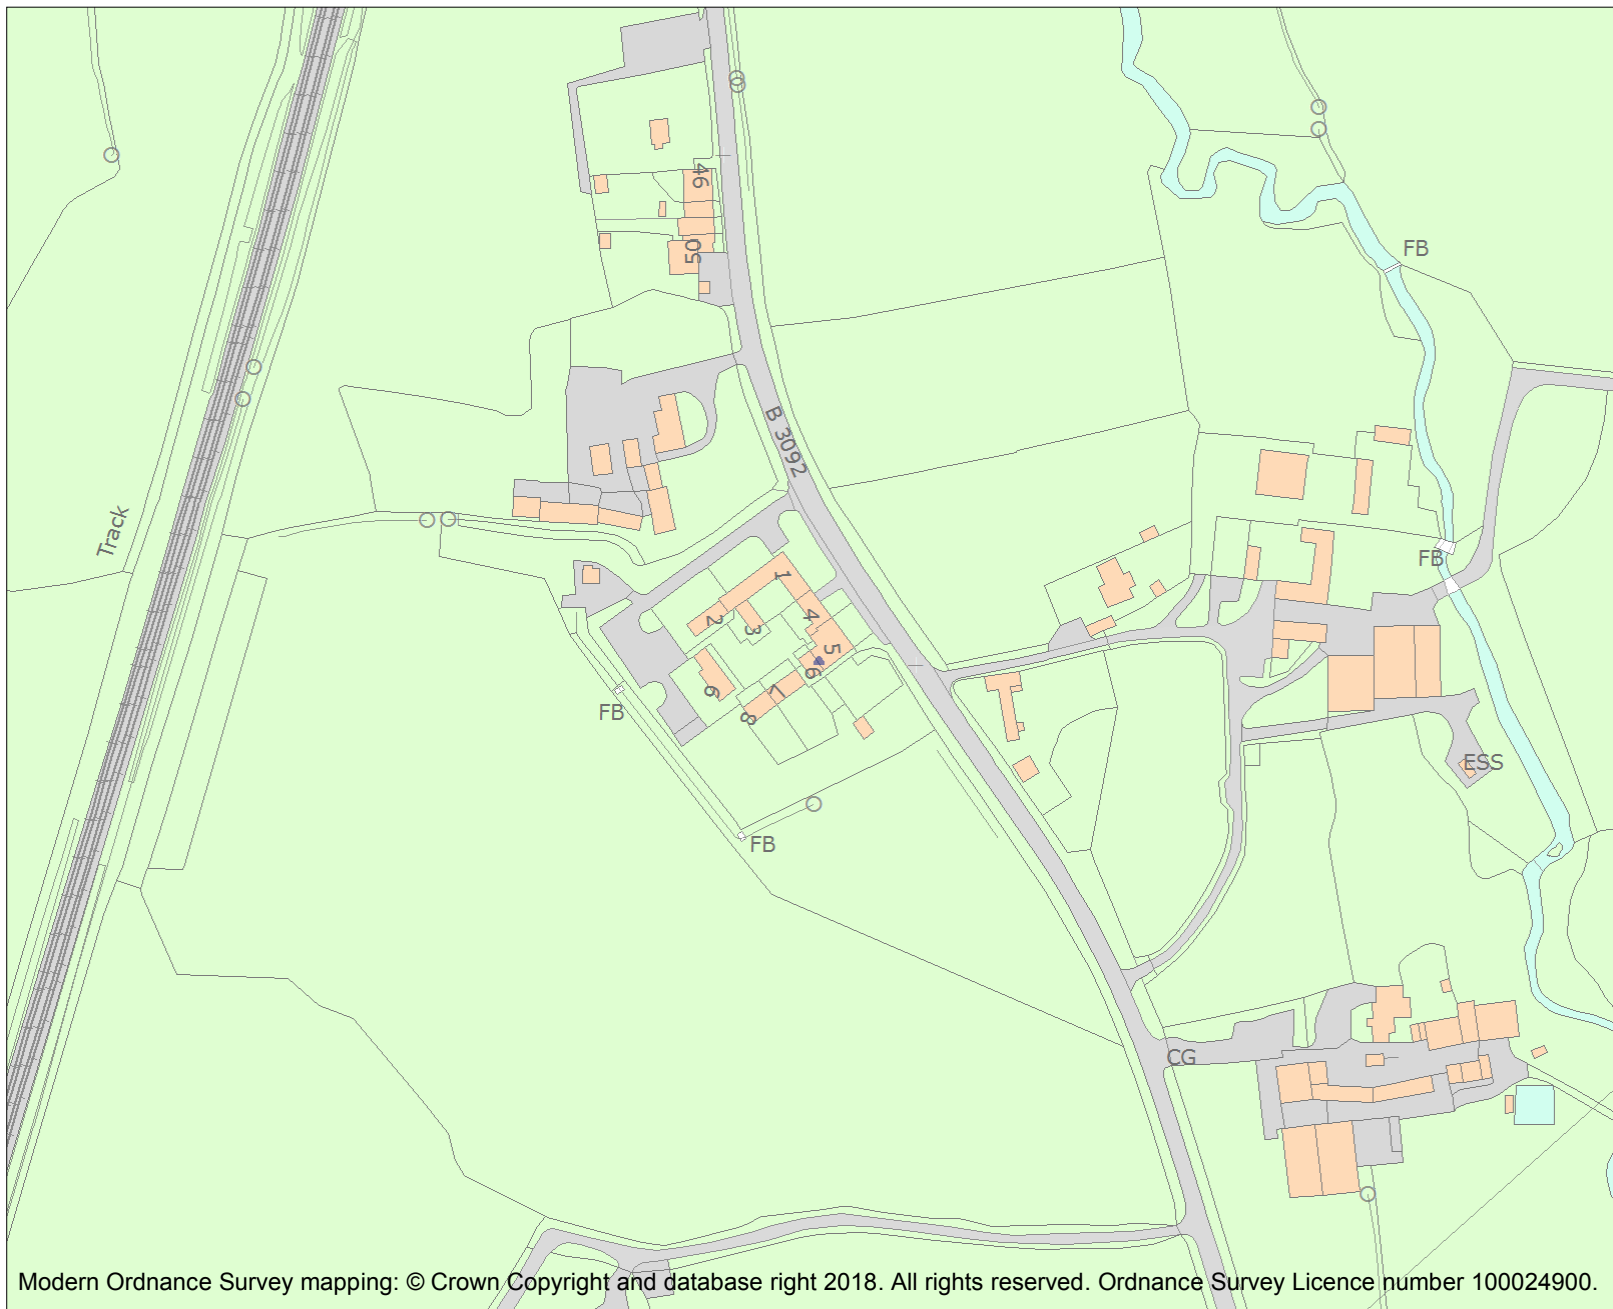 46
50
FB
B 3092
Track
FB
1
2
3
4
5
6
7
8
9
FB
FB
ESS
CG
Modern Ordnance Survey mapping: © Crown Copyright and database right 2018. All rights reserved. Ordnance Survey Licence number 100024900.